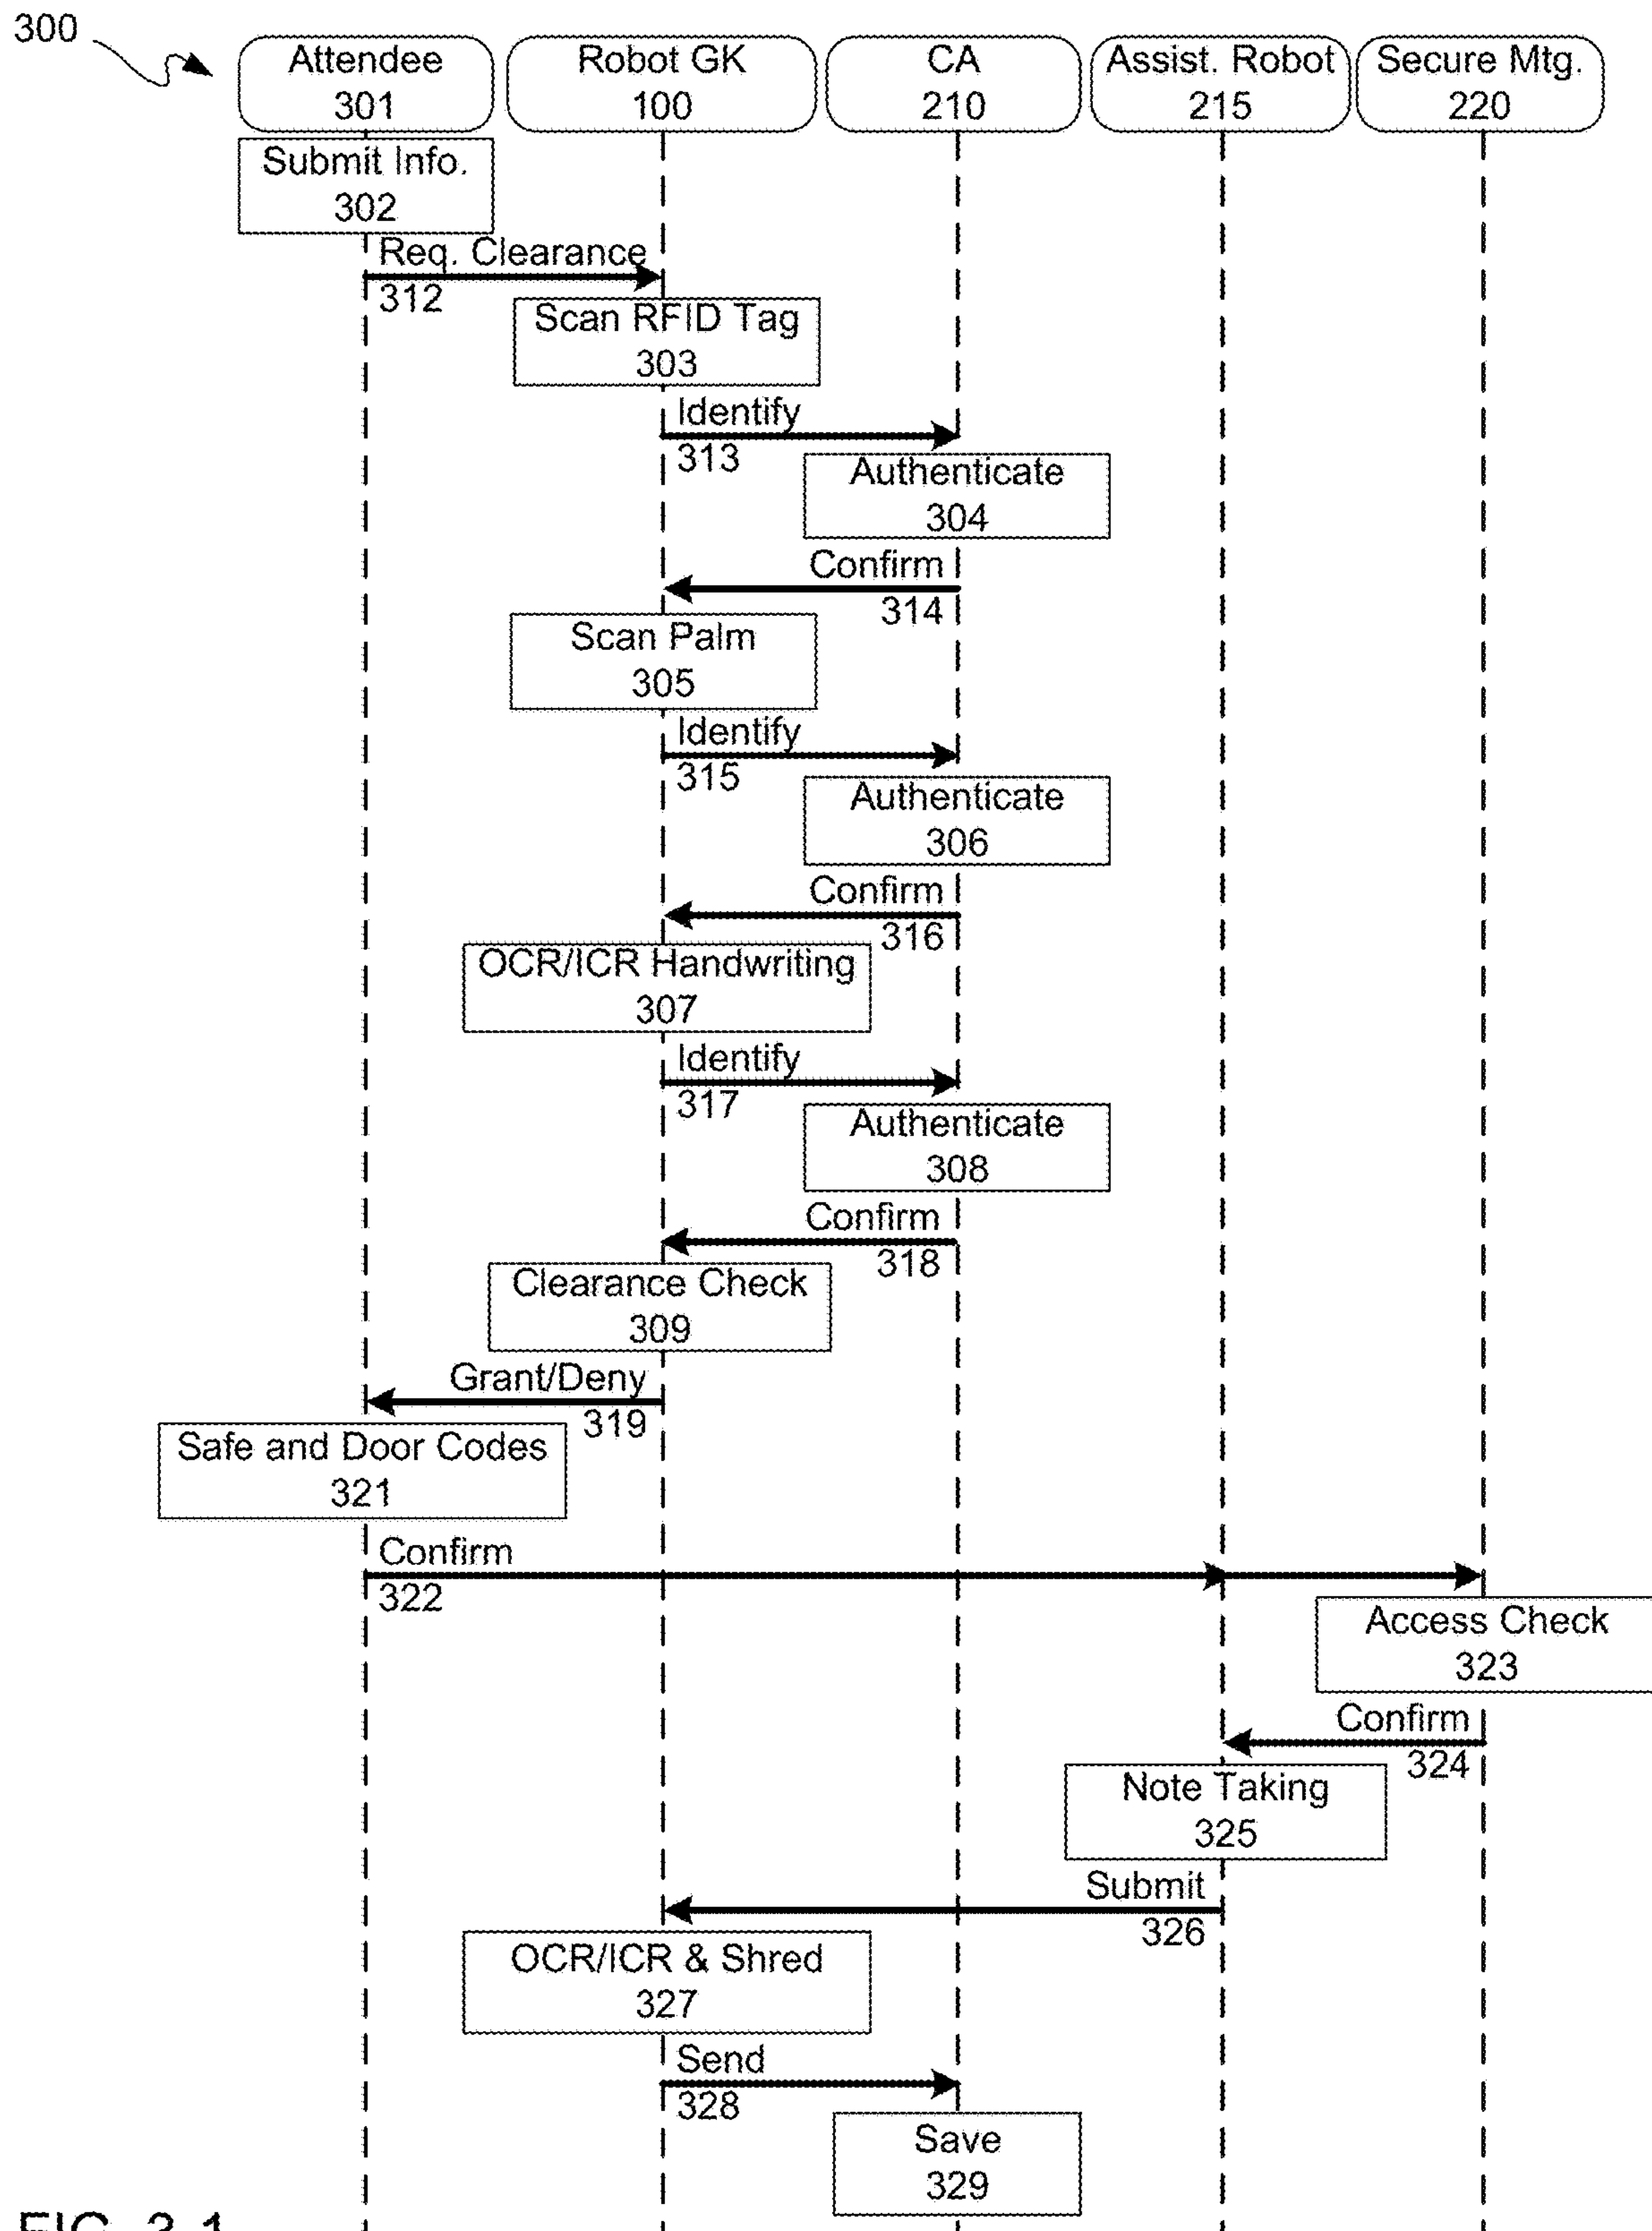 300
Attendee
301
Robot GK
100
CA
210
Assist. Robot
215
Secure Mtg.
220
Submit Info.
302
Req. Clearance
312
Scan RFID Tag
303
Identify
313
Authenticate
304
Confirm
314
Scan Palm
305
Identify
315
Authenticate
306
Confirm
316
OCR/ICR Handwriting
307
Identify
317
Authenticate
308
Confirm
318
Clearance Check
309
Grant/Deny
319
Safe and Door Codes
321
Confirm
322
Access Check
323
Confirm
324
Note Taking
325
Submit
326
OCR/ICR & Shred
327
Send
328
Save
329
FIG. 3-1